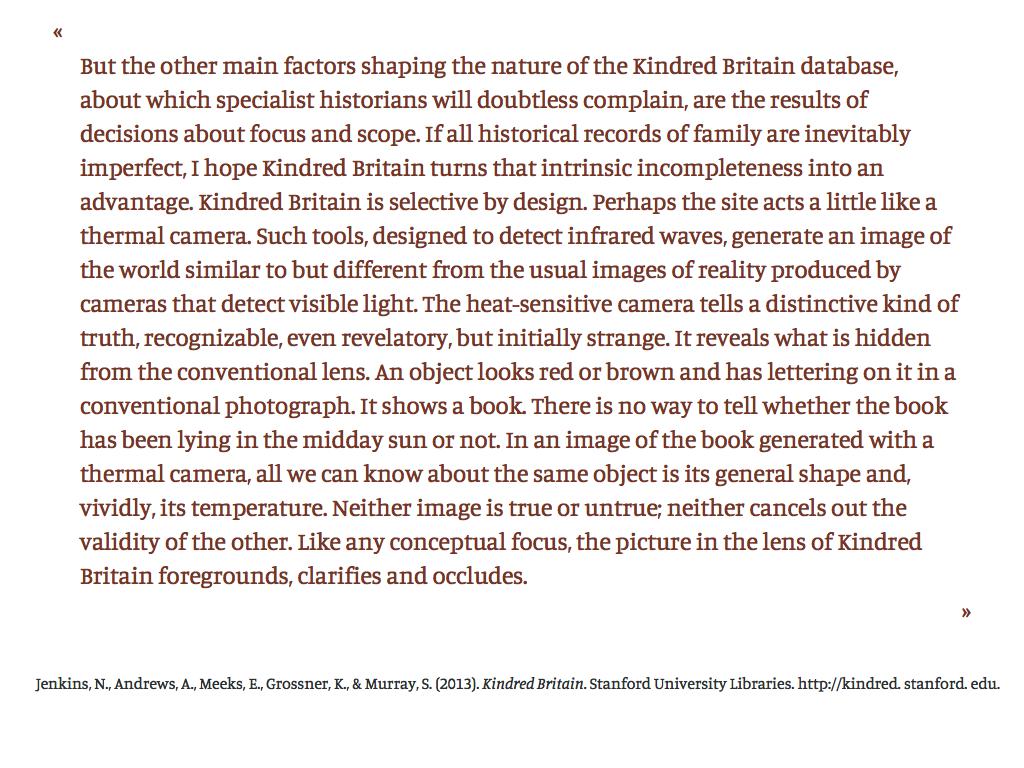 «
But the other main factors shaping the nature of the Kindred Britain database,
about which specialist historians will doubtless complain, are the results of
decisions about focus and scope. If all historical records of family are inevitably
imperfect, I hope Kindred Britain turns that intrinsic incompleteness into an
advantage. Kindred Britain is selective by design. Perhaps the site acts a little like a
thermal camera. Such tools, designed to detect infrared waves, generate an image of
the world similar to but different from the usual images of reality produced by
cameras that detect visible light. The heat-sensitive camera tells a distinctive kind of
truth, recognizable, even revelatory, but initially strange. It reveals what is hidden
from the conventional lens. An object looks red or brown and has lettering on it in a
conventional photograph. It shows a book. There is no way to tell whether the book
has been lying in the midday sun or not. In an image of the book generated with a
thermal camera, all we can know about the same object is its general shape and,
vividly, its temperature. Neither image is true or untrue; neither cancels out the
validity of the other. Like any conceptual focus, the picture in the lens of Kindred
Britain foregrounds, clarifies and occludes.
»
Jenkins, N., Andrews, A., Meeks, E., Grossner, K., & Murray, S. (2013). Kindred Britain. Stanford University Libraries. http://kindred. stanford. edu.